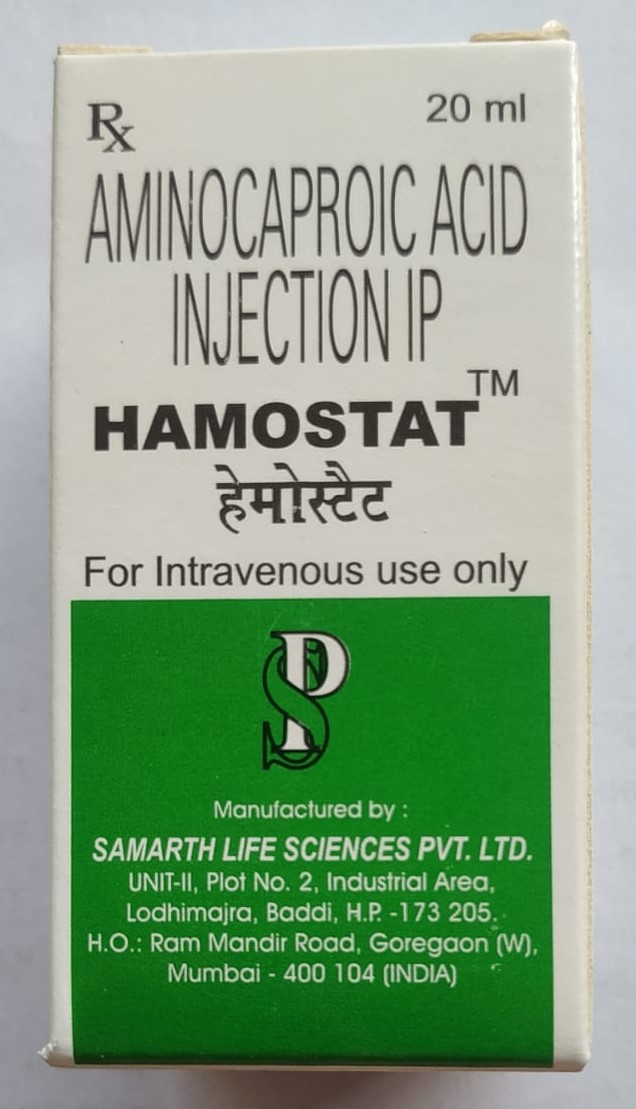 Rx
20 ml
AMINOCAPROIC ACID
INJECTION IP
HAMOSTAT™
हेमोस्टैट
For Intravenous use only
SP
Manufactured by :
SAMARTH LIFE SCIENCES PVT. LTD.
UNIT-II, Plot No. 2, Industrial Area,
Lodhimajra, Baddi, H.P. -173 205.
H.O.: Ram Mandir Road, Goregaon (W),
Mumbai - 400 104 (INDIA)